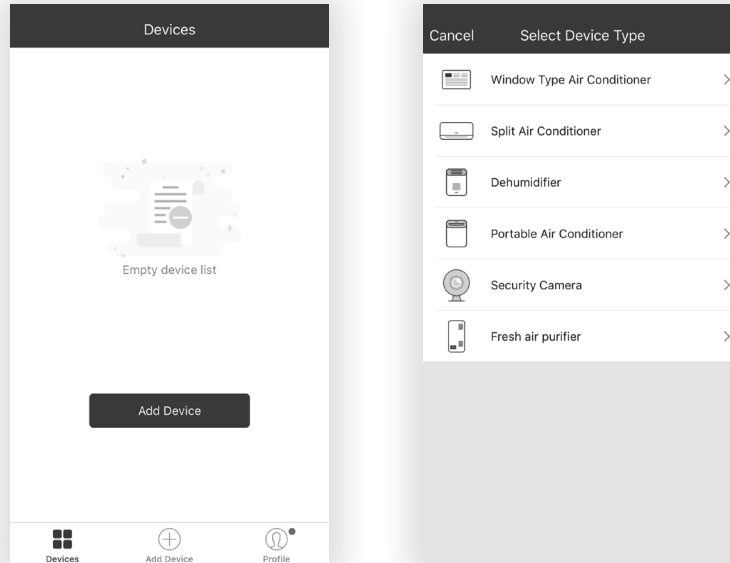 Devices
Empty device list
Add Device
Devices
Add Device
Profile
Cancel
Select Device Type
Window Type Air Conditioner
Split Air Conditioner
Dehumidifier
Portable Air Conditioner
Security Camera
Fresh air purifier